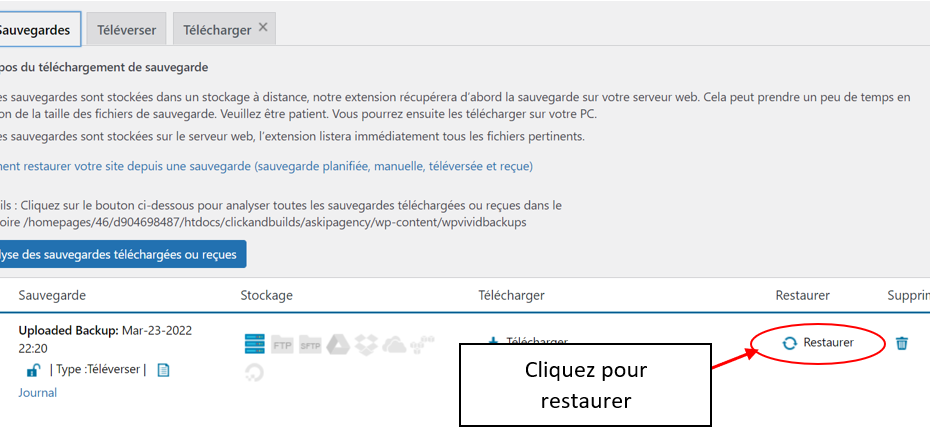 Sauvegardes Téléverser Télécharger ×
pos du téléchargement de sauvegarde
es sauvegardes sont stockées dans un stockage à distance, notre extension récupérera d'abord la sauvegarde sur votre serveur web. Cela peut prendre un peu de temps en
on de la taille des fichiers de sauvegarde. Veuillez être patient. Vous pourrez ensuite les télécharger sur votre PC.
es sauvegardes sont stockées sur le serveur web, l'extension listera immédiatement tous les fichiers pertinents.
ent restaurer votre site depuis une sauvegarde (sauvegarde planifiée, manuelle, téléversée et reçue)
ils : Cliquez sur le bouton ci-dessous pour analyser toutes les sauvegardes téléchargées ou reçues dans le
oire /homepages/46/d904698487/htdocs/clickandbuilds/askipagency/wp-content/wpvividbackups
lyse des sauvegardes téléchargées ou reçues
Sauvegarde Stockage Télécharger Restaurer Supprin
Uploaded Backup: Mar-23-2022
22:20
FTP SFTP
Télécharger
Restaurer
| Type :Téléverser |
Journal
Cliquez pour
restaurer